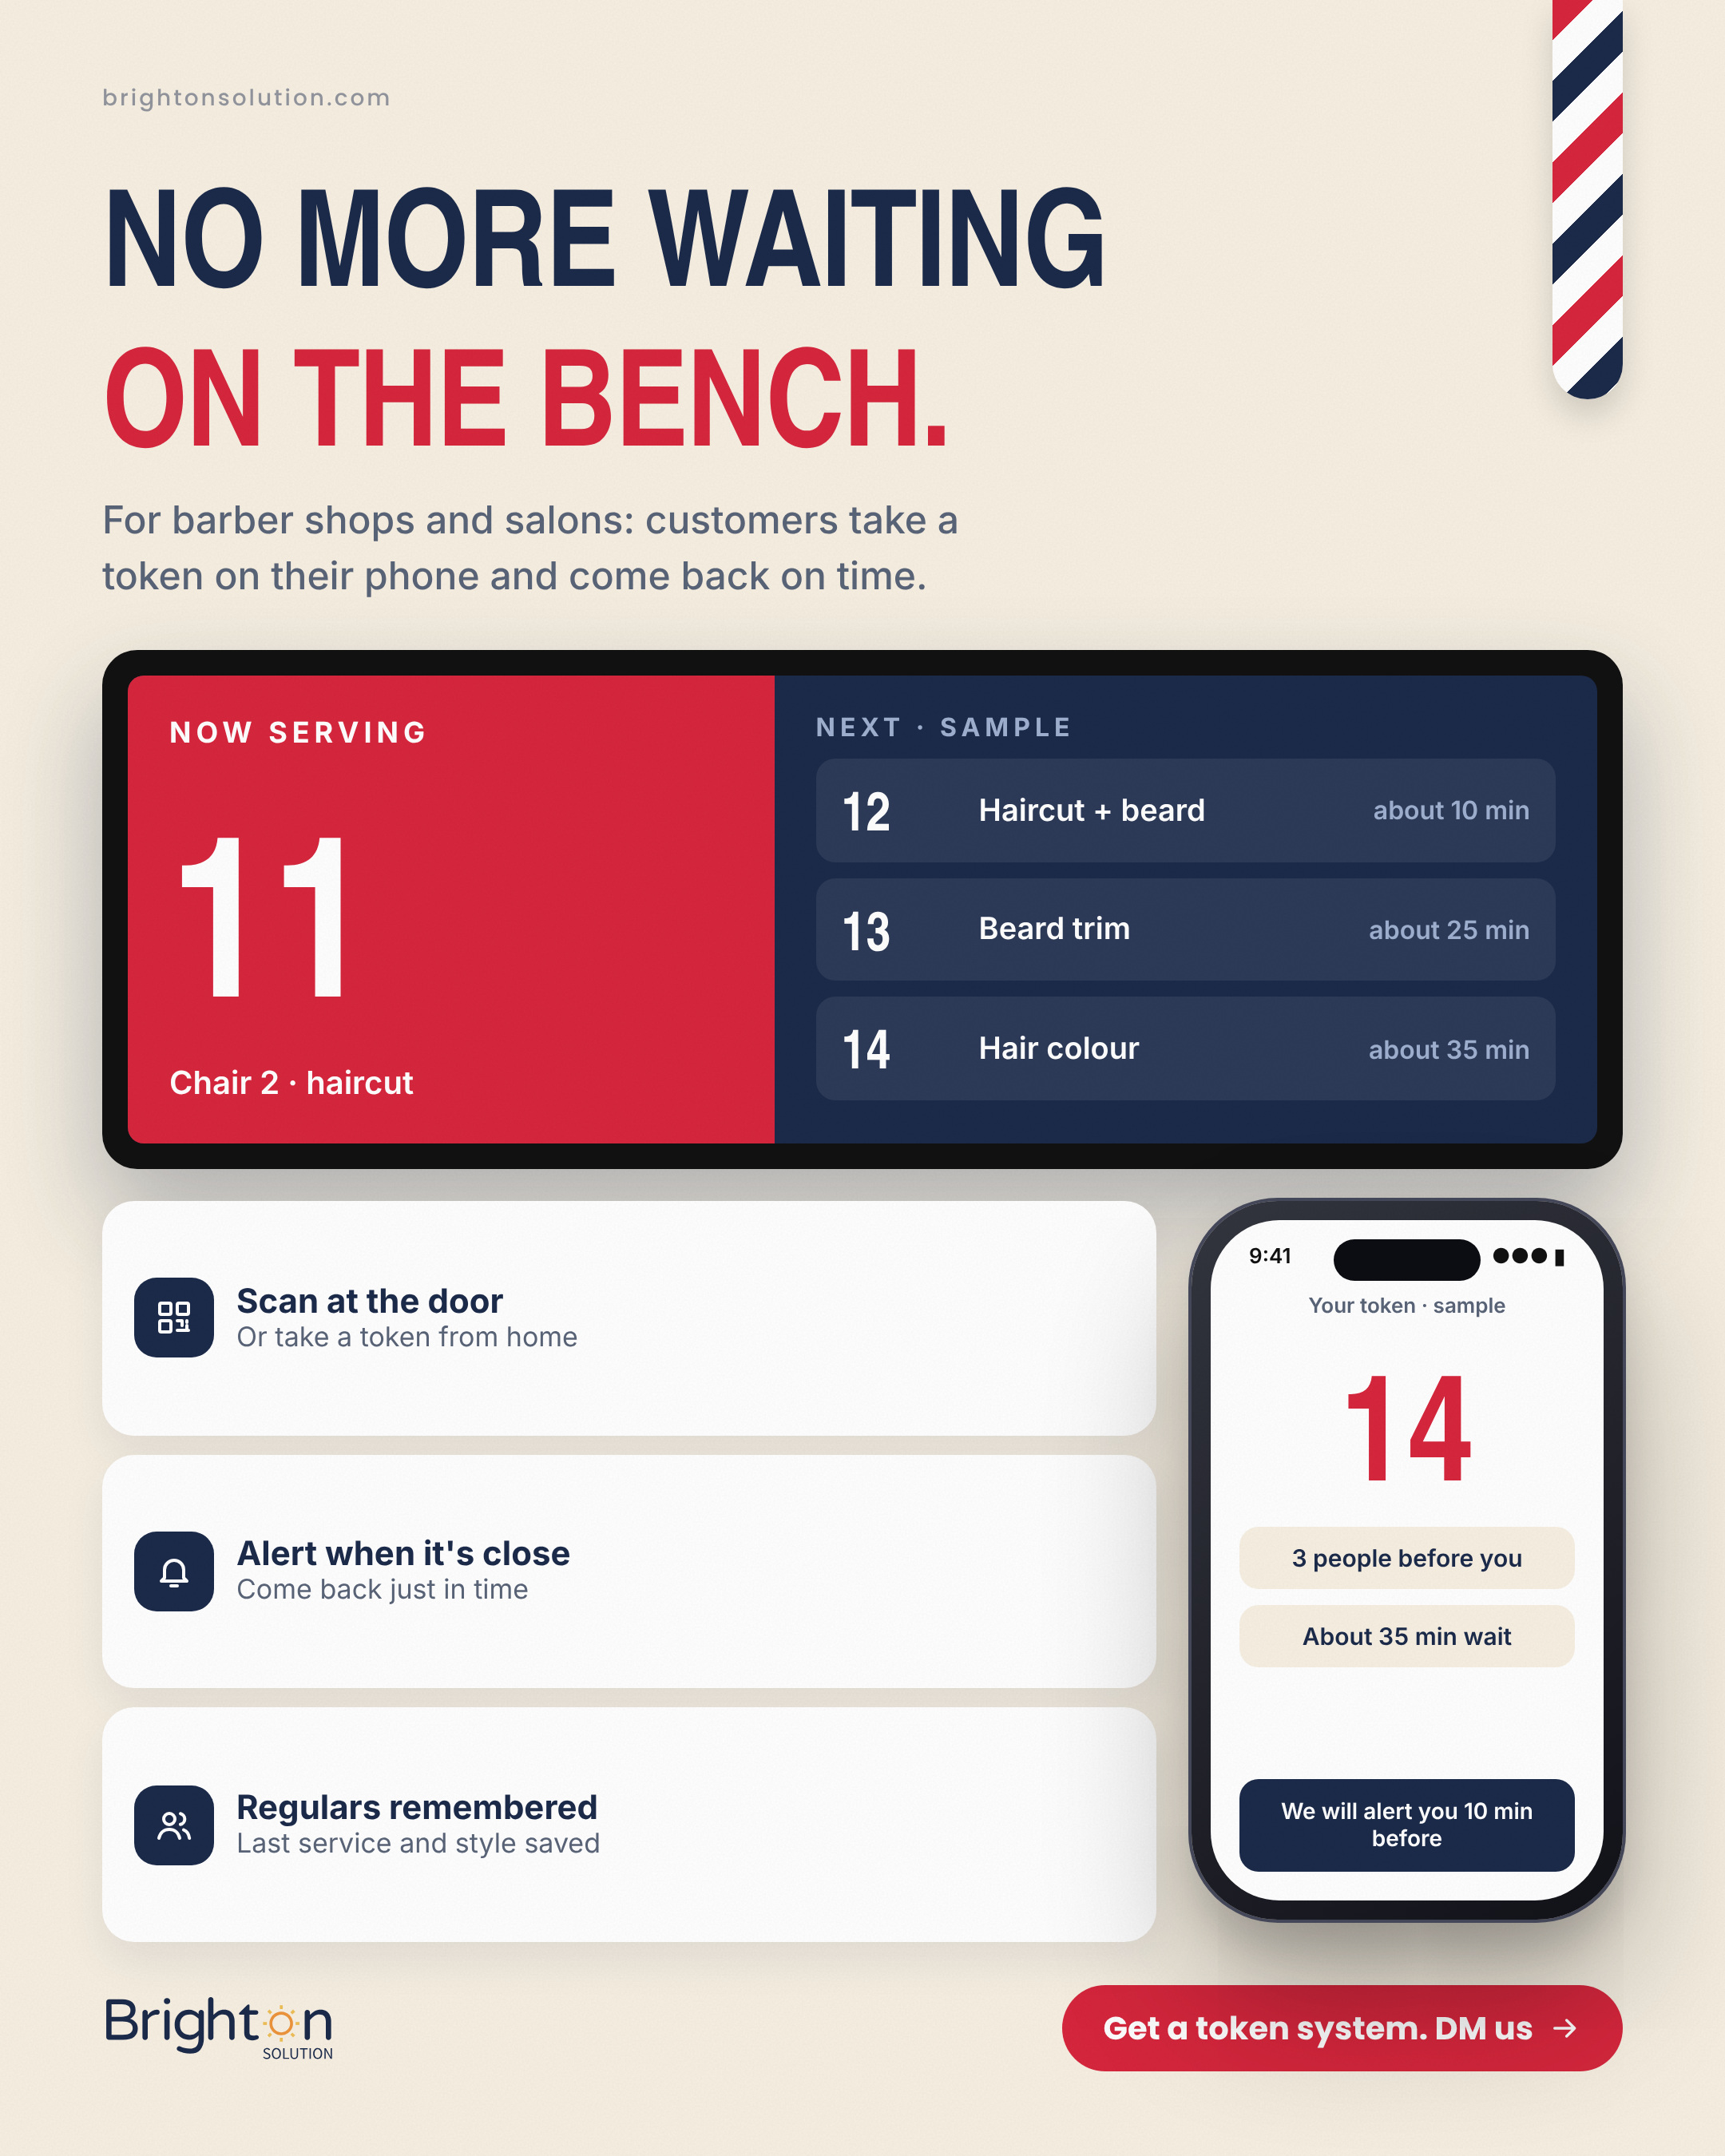 brightonsolution.com
NO MORE WAITING
ON THE BENCH.
For barber shops and salons: customers take a
token on their phone and come back on time.
NOW SERVING
11
Chair 2 · haircut
NEXT · SAMPLE
12 Haircut + beard about 10 min
13 Beard trim about 25 min
14 Hair colour about 35 min
Scan at the door
Or take a token from home
Alert when it's close
Come back just in time
Regulars remembered
Last service and style saved
9:41
Your token · sample
14
3 people before you
About 35 min wait
We will alert you 10 min
before
Brighton
SOLUTION
Get a token system. DM us →